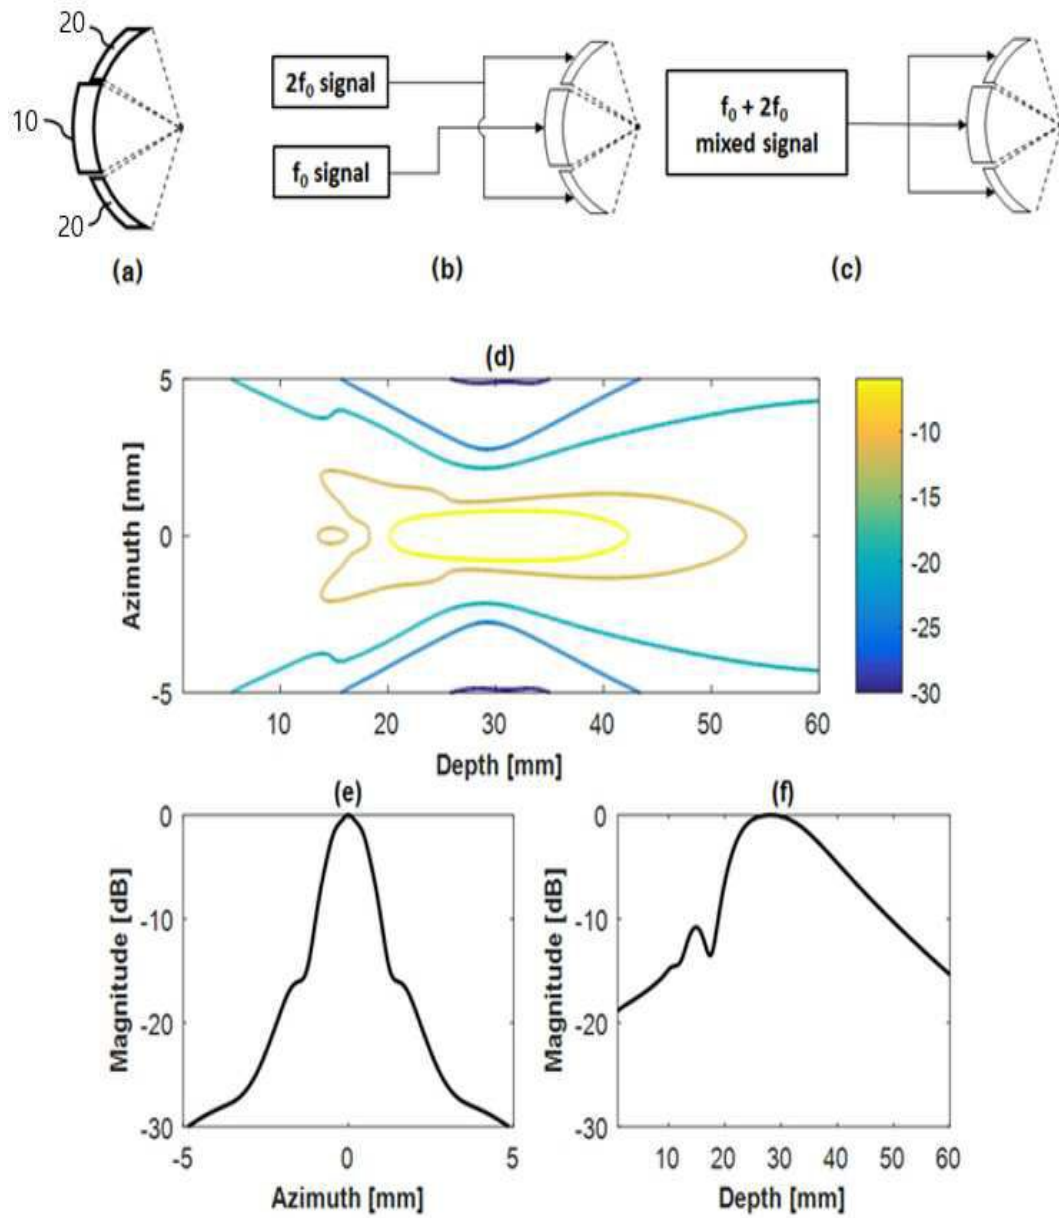 20
10
20
(a)
2f₀ signal
f₀ signal
(b)
f₀ + 2f₀
mixed signal
(c)
(d)
5
0
-5
Azimuth [mm]
10 20 30 40 50 60
Depth [mm]
-10
-15
-20
-25
-30
(e)
0
-10
-20
-30
Magnitude [dB]
-5 0 5
Azimuth [mm]
(f)
0
-10
-20
-30
Magnitude [dB]
10 20 30 40 50 60
Depth [mm]